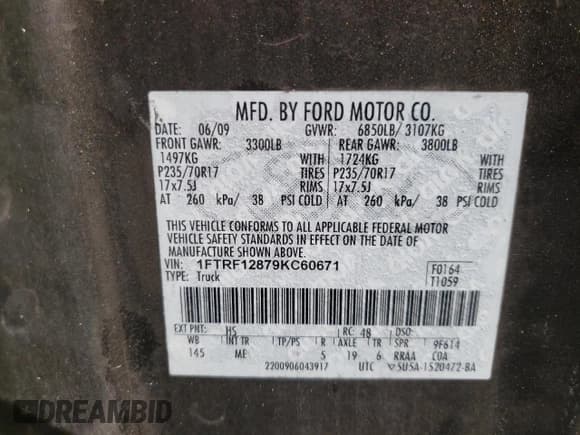 MFD. BY FORD MOTOR CO.
DATE: 06/09 GVWR: 6850LB/ 3107KG
FRONT GAWR: 3300LB REAR GAWR: 3800LB
1497KG WITH 1724KG WITH
P235/70R17 TIRES P235/70R17 TIRES
17x7.5J RIMS 17x7.5J RIMS
AT 260 kPa/ 38 PSI COLD AT 260 kPa/ 38 PSI COLD
THIS VEHICLE CONFORMS TO ALL APPLICABLE FEDERAL MOTOR
VEHICLE SAFETY STANDARDS IN EFFECT ON THE DATE OF
MANUFACTURE SHOWN ABOVE.
VIN: 1FTRF12879KC60671 F0164
TYPE: Truck T1059
EXT PNT: HS RC: 48 DSO:
WB INT TR TP/PS R AXLE TR SPR 9F614
145 ME 5 19 6 RRAA COA
2200906043917 UTC 5U5A-1520472-BA
DREAMBID